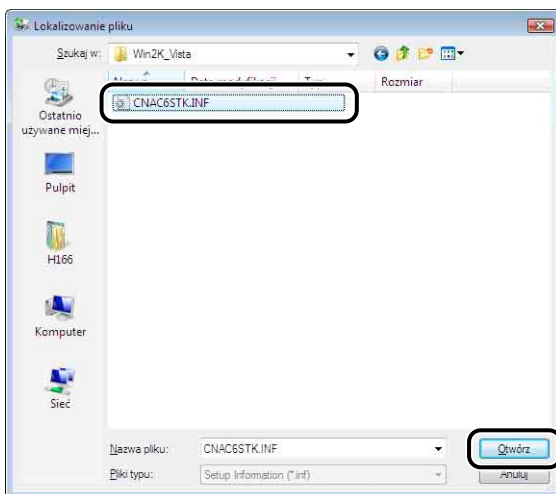 Lokalizowanie pliku
Szukaj w: Win2K_Vista
Rozmiar
CNAC6STK.INF
Ostatnio
używane miej...
Pulpit
H166
Komputer
Sieć
Nazwa pliku: CNAC6STK.INF Otwórz
Pliki typu: Setup Information (*.inf) Anuluj